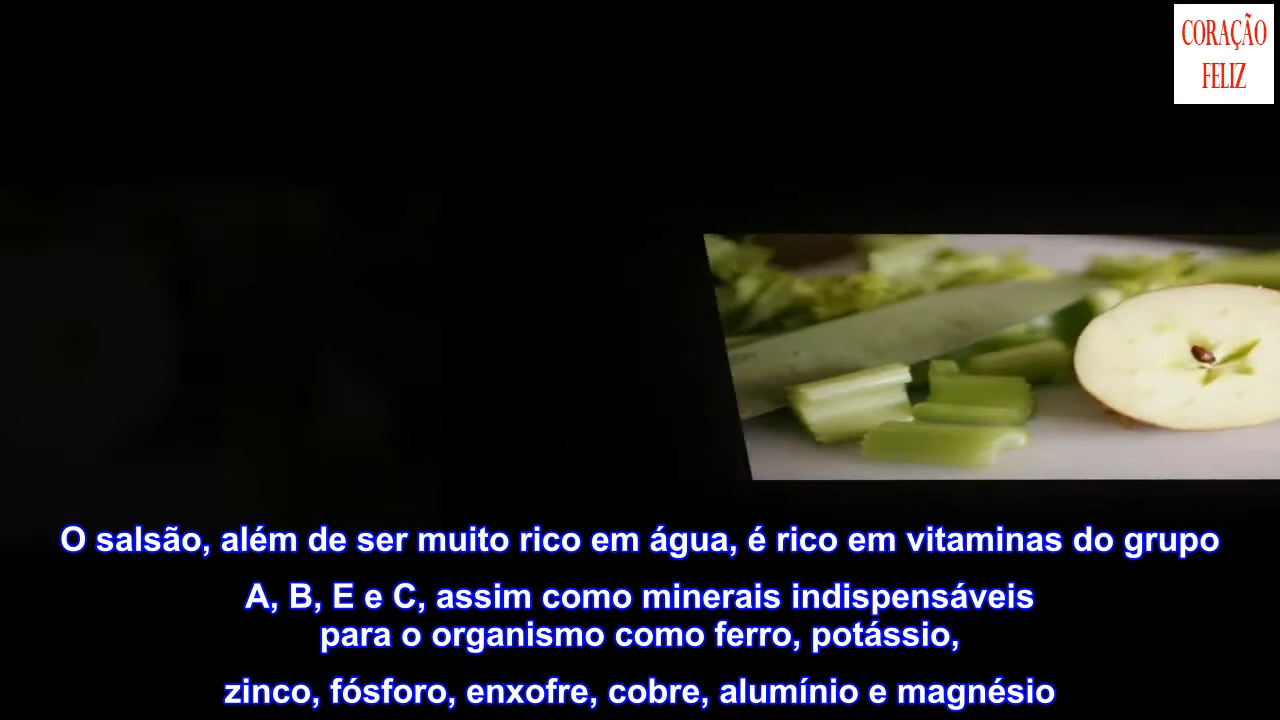 CORAÇÃO
FELIZ
O salsão, além de ser muito rico em água, é rico em vitaminas do grupo
A, B, E e C, assim como minerais indispensáveis
para o organismo como ferro, potássio,
zinco, fósforo, enxofre, cobre, alumínio e magnésio